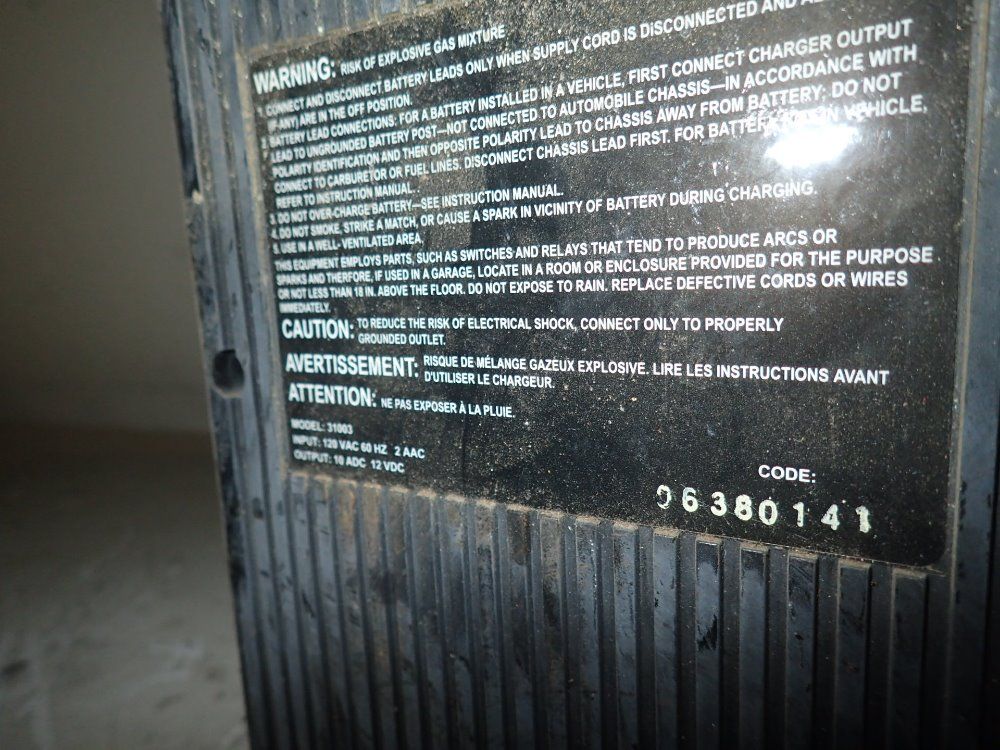 WARNING: RISK OF EXPLOSIVE GAS MIXTURE
1. CONNECT AND DISCONNECT BATTERY LEADS ONLY WHEN SUPPLY CORD IS DISCONNECTED AND
(IF ANY) ARE IN THE OFF POSITION.
2. BATTERY LEAD CONNECTIONS: FOR A BATTERY INSTALLED IN A VEHICLE, FIRST CONNECT CHARGER OUTPUT
LEAD TO UNGROUNDED BATTERY POST—NOT CONNECTED TO AUTOMOBILE CHASSIS—IN ACCORDANCE WITH
POLARITY IDENTIFICATION AND THEN OPPOSITE POLARITY LEAD TO CHASSIS AWAY FROM BATTERY; DO NOT
CONNECT TO CARBURETOR OR FUEL LINES. DISCONNECT CHASSIS LEAD FIRST. FOR VEHICLE,
REFER TO INSTRUCTION MANUAL.
3. DO NOT OVER-CHARGE BATTERY—SEE INSTRUCTION MANUAL.
4. DO NOT SMOKE, STRIKE A MATCH, OR CAUSE A SPARK IN VICINITY OF BATTERY DURING CHARGING.
5. USE IN A WELL- VENTILATED AREA.
THIS EQUIPMENT EMPLOYS PARTS, SUCH AS SWITCHES AND RELAYS THAT TEND TO PRODUCE ARCS OR
SPARKS AND THERFORE, IF USED IN A GARAGE, LOCATE IN A ROOM OR ENCLOSURE PROVIDED FOR THE PURPOSE
OR NOT LESS THAN 18 IN. ABOVE THE FLOOR. DO NOT EXPOSE TO RAIN. REPLACE DEFECTIVE CORDS OR WIRES
IMMEDIATELY.
CAUTION: TO REDUCE THE RISK OF ELECTRICAL SHOCK, CONNECT ONLY TO PROPERLY
GROUNDED OUTLET.
AVERTISSEMENT: RISQUE DE MÉLANGE GAZEUX EXPLOSIVE. LIRE LES INSTRUCTIONS AVANT
D'UTILISER LE CHARGEUR.
ATTENTION: NE PAS EXPOSER À LA PLUIE.
MODEL: 31003
INPUT: 120 VAC 60 HZ 2 AAC
OUTPUT: 10 ADC 12 VDC
CODE:
06380141